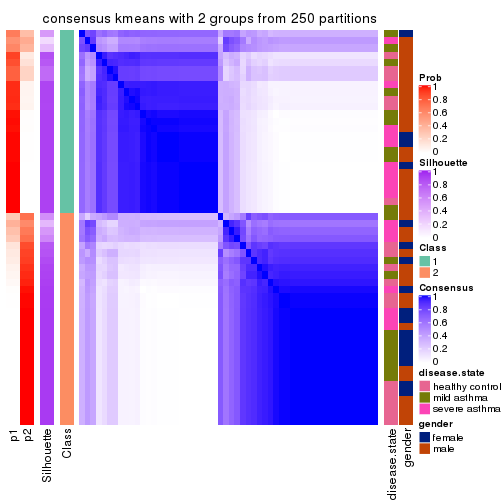 consensus kmeans with 2 groups from 250 partitions
Prob
1
0.8
0.6
0.4
0.2
0
Silhouette
1
0.8
0.6
0.4
0.2
0
Class
1
2
Consensus
1
0.8
0.6
0.4
0.2
0
disease.state
healthy control
mild asthma
severe asthma
gender
female
male
p1
p2
Silhouette
Class
disease.state
gender